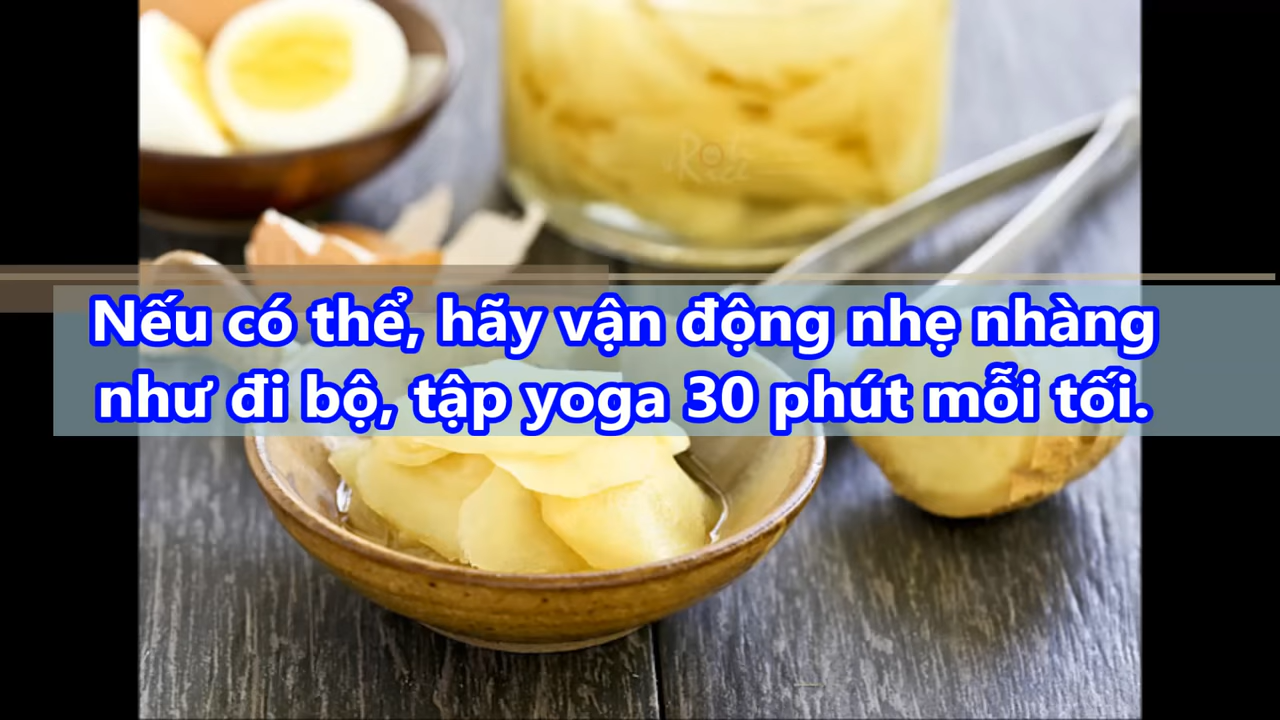 Nếu có thể, hãy vận động nhẹ nhàng
như đi bộ, tập yoga 30 phút mỗi tối.